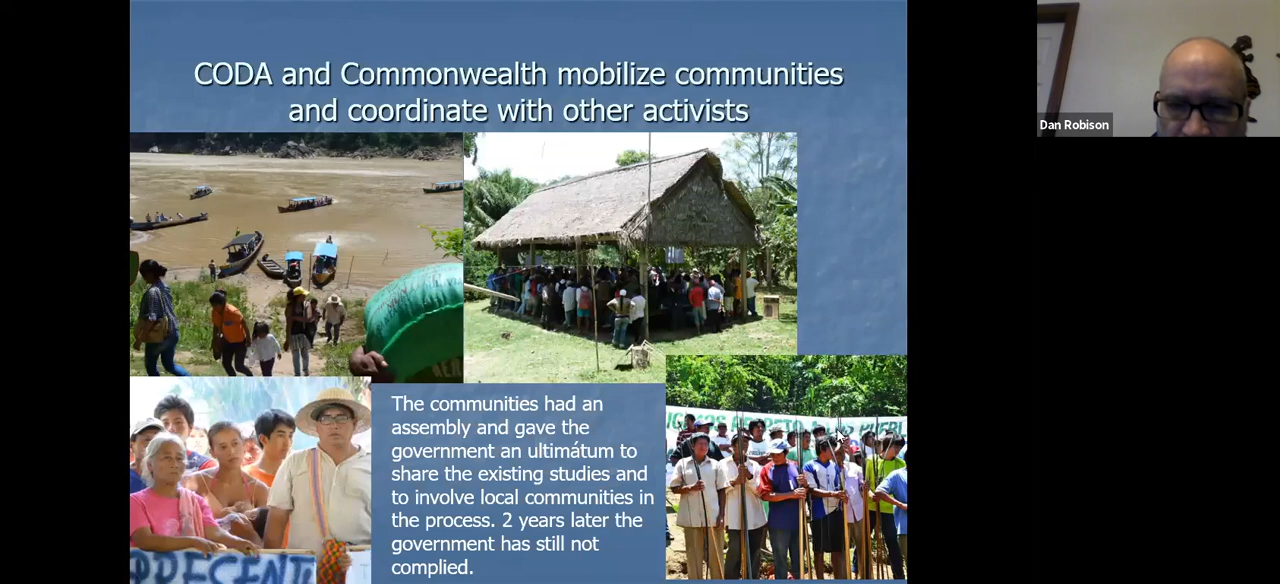 CODA and Commonwealth mobilize communities
and coordinate with other activists
Dan Robison
The communities had an
assembly and gave the
government an ultimátum to
share the existing studies and
to involve local communities in
the process. 2 years later the
government has still not
complied.